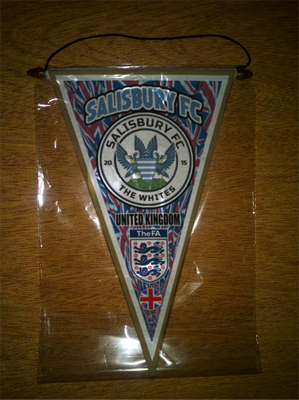 SALISBURY FC
SALISBURY FC
20 15
THE WHITES
UNITED KINGDOM
The FA